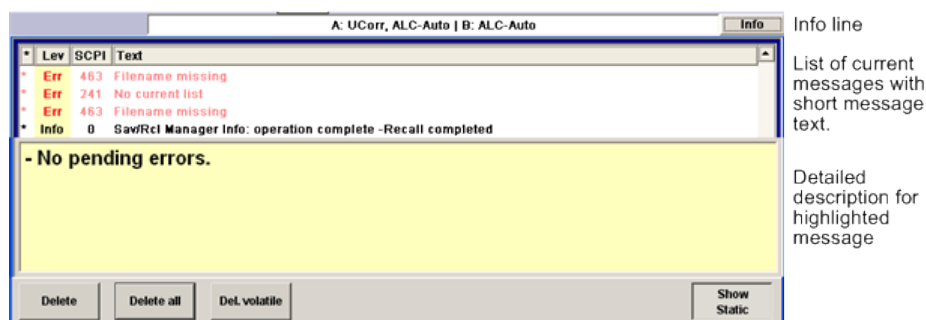 A: UCorr, ALC-Auto | B: ALC-Auto
Info
Info line
* Lev SCPI Text
* Err 463 Filename missing
* Err 241 No current list
* Err 463 Filename missing
* Info 0 Sav/Rcl Manager Info: operation complete -Recall completed
List of current
messages with
short message
text.
- No pending errors.
Detailed
description for
highlighted
message
Delete
Delete all
Del. volatile
Show
Static